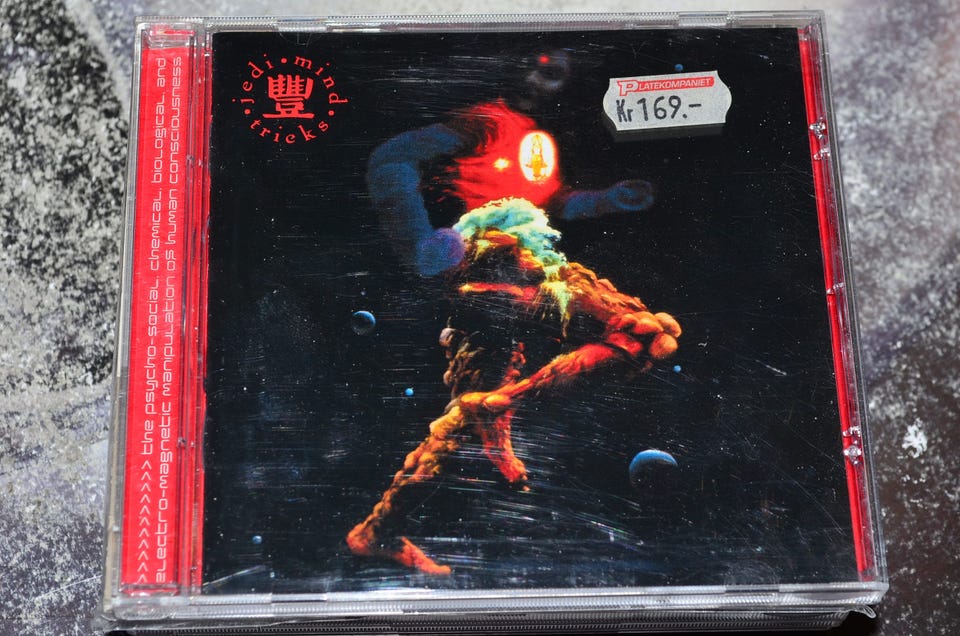 jedi • mind • tricks •
豐
PLATEKOMPANIET
Kr 169.-
>>>>>>>>>>>> the psycho-social, chemical, biological, and
electro-magnetic manipulation of human consciousness